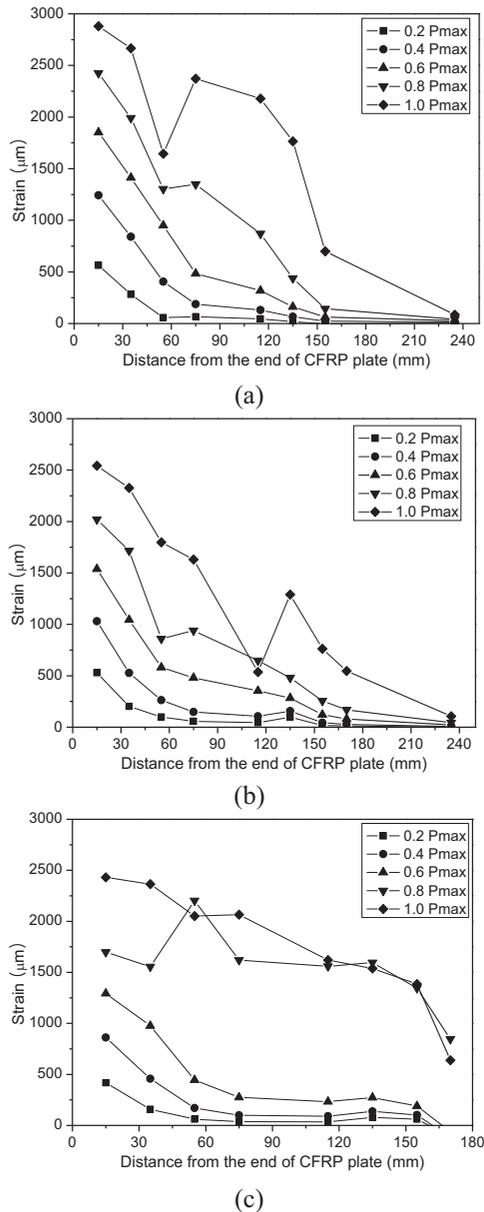 3000
2500
2000
1500
1000
500
0
Strain (μm)
0.2 Pmax
0.4 Pmax
0.6 Pmax
0.8 Pmax
1.0 Pmax
0 30 60 90 120 150 180 210 240
Distance from the end of CFRP plate (mm)
(a)
3000
2500
2000
1500
1000
500
0
Strain (μm)
0.2 Pmax
0.4 Pmax
0.6 Pmax
0.8 Pmax
1.0 Pmax
0 30 60 90 120 150 180 210 240
Distance from the end of CFRP plate (mm)
(b)
3000
2500
2000
1500
1000
500
0
Strain (μm)
0.2 Pmax
0.4 Pmax
0.6 Pmax
0.8 Pmax
1.0 Pmax
0 30 60 90 120 150 170
Distance from the end of CFRP plate (mm)
(c)